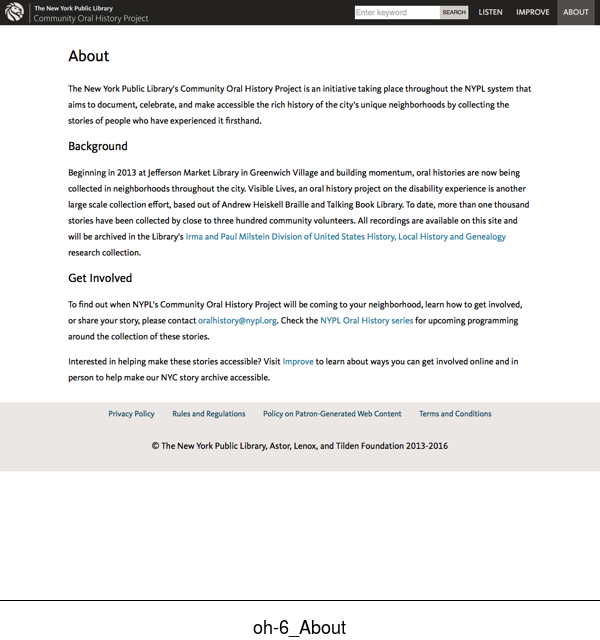 The New York Public Library
Community Oral History Project
Enter keyword
SEARCH
LISTEN
IMPROVE
ABOUT
About
The New York Public Library's Community Oral History Project is an initiative taking place throughout the NYPL system that
aims to document, celebrate, and make accessible the rich history of the city's unique neighborhoods by collecting the
stories of people who have experienced it firsthand.
Background
Beginning in 2013 at Jefferson Market Library in Greenwich Village and building momentum, oral histories are now being
collected in neighborhoods throughout the city. Visible Lives, an oral history project on the disability experience is another
large scale collection effort, based out of Andrew Heiskell Braille and Talking Book Library. To date, more than one thousand
stories have been collected by close to three hundred community volunteers. All recordings are available on this site and
will be archived in the Library's Irma and Paul Milstein Division of United States History, Local History and Genealogy
research collection.
Get Involved
To find out when NYPL's Community Oral History Project will be coming to your neighborhood, learn how to get involved,
or share your story, please contact oralhistory@nypl.org. Check the NYPL Oral History series for upcoming programming
around the collection of these stories.
Interested in helping make these stories accessible? Visit Improve to learn about ways you can get involved online and in
person to help make our NYC story archive accessible.
Privacy Policy
Rules and Regulations
Policy on Patron-Generated Web Content
Terms and Conditions
© The New York Public Library, Astor, Lenox, and Tilden Foundation 2013-2016
oh-6_About